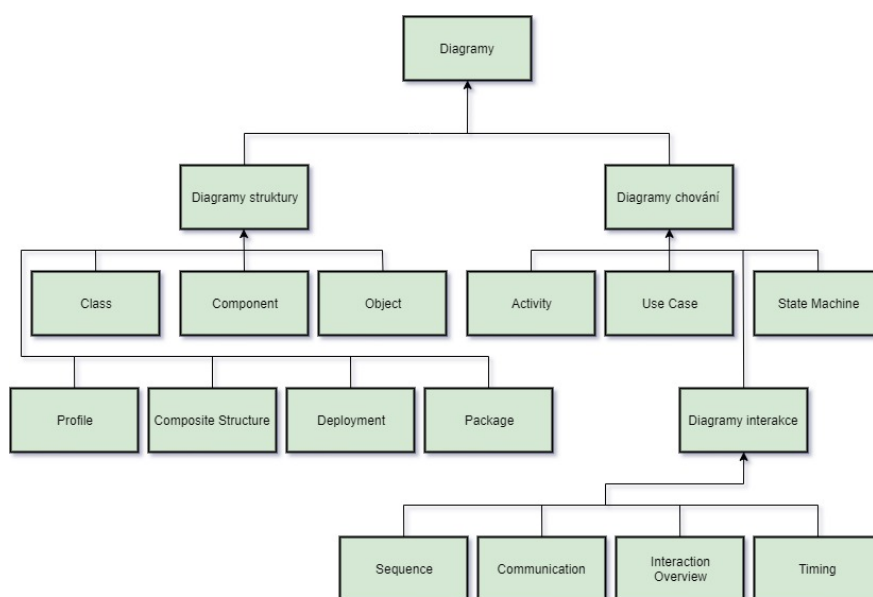 Diagramy
Diagramy struktury
Diagramy chování
Class
Component
Object
Activity
Use Case
State Machine
Profile
Composite Structure
Deployment
Package
Diagramy interakce
Sequence
Communication
Interaction
Overview
Timing